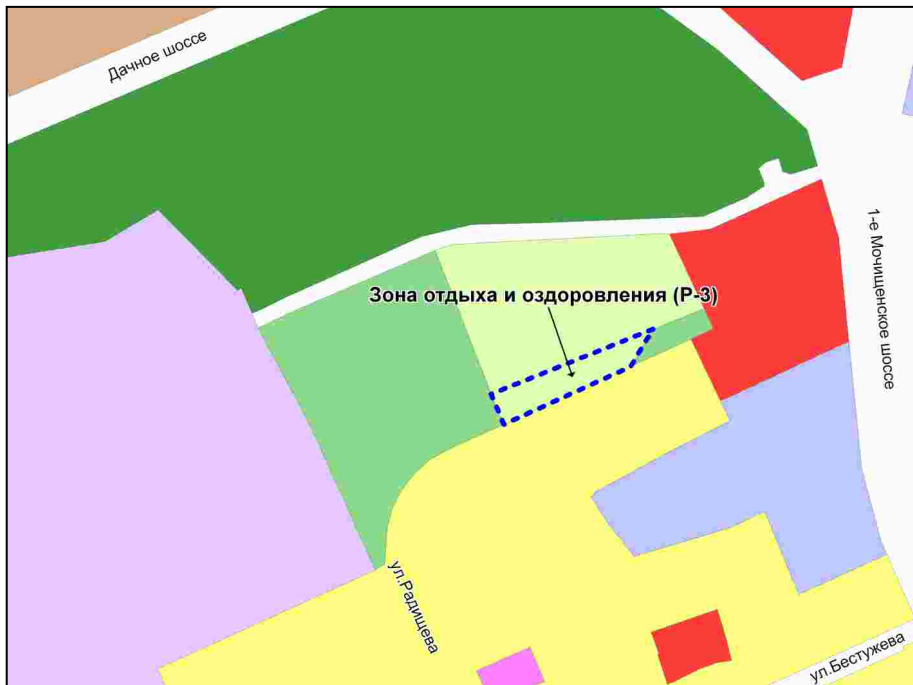 Дачное шоссе
1-е Мочищенское шоссе
Зона отдыха и оздоровления (Р-3)
ул.Радищева
ул.Бестужева